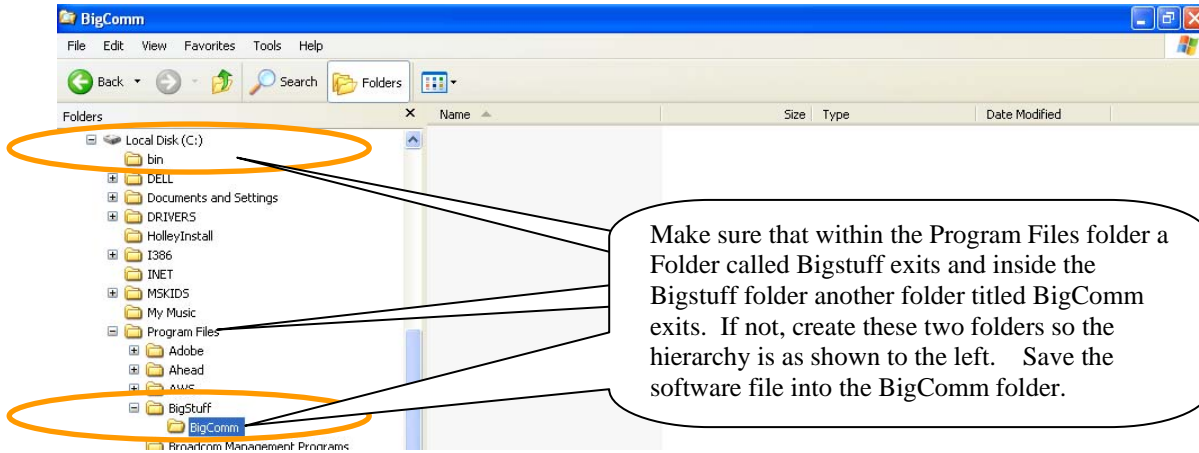 BigComm
File Edit View Favorites Tools Help
Back Search Folders
Folders × Name Size Type Date Modified
Local Disk (C:)
bin
DELL
Documents and Settings
DRIVERS
HolleyInstall
I386
INET
MSKIDS
My Music
Program Files
Adobe
Ahead
AWS
BigStuff
BigComm
Broadcom Management Programs
Make sure that within the Program Files folder a
Folder called Bigstuff exits and inside the
Bigstuff folder another folder titled BigComm
exits. If not, create these two folders so the
hierarchy is as shown to the left. Save the
software file into the BigComm folder.